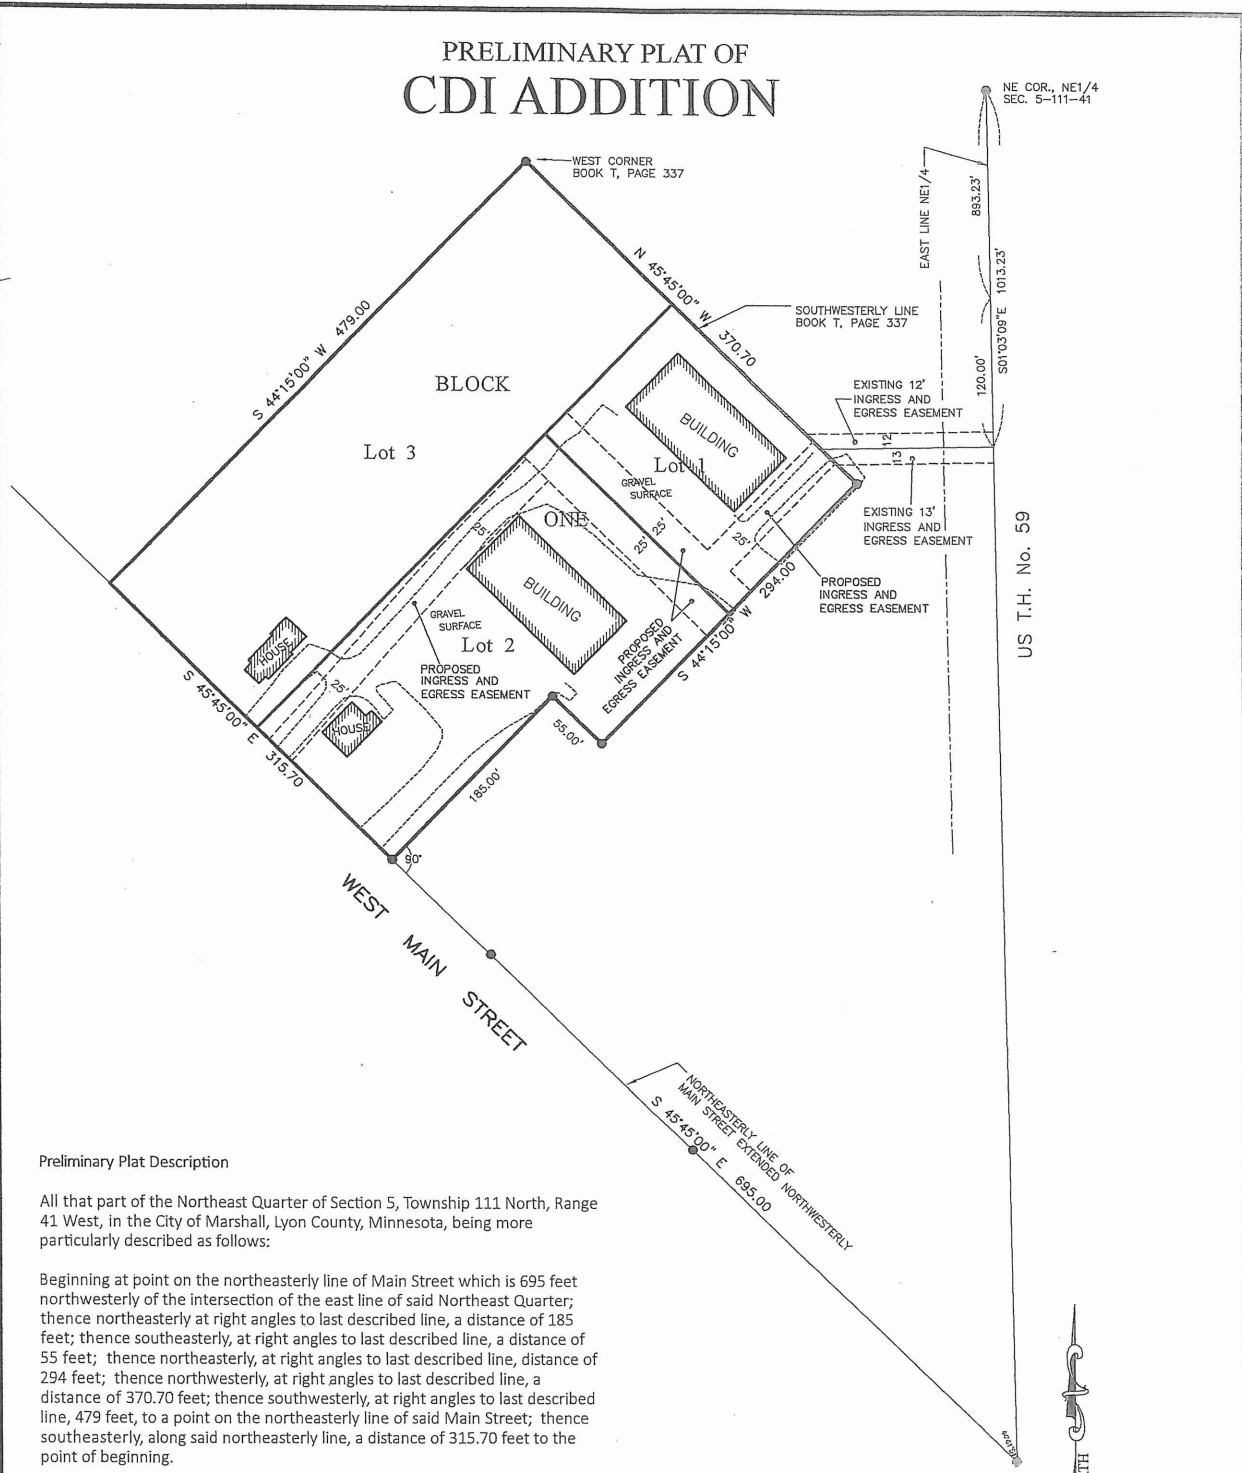 PRELIMINARY PLAT OF
CDI ADDITION
NE COR., NE1/4
SEC. 5-111-41
WEST CORNER
BOOK T, PAGE 337
EAST LINE NE1/4
893.23'
S01°03'09"E 1013.23'
120.00'
N 45°45'00" W 370.70
SOUTHWESTERLY LINE
BOOK T, PAGE 337
S 44°15'00" W 479.00
BLOCK
Lot 3
BUILDING
Lot 1
GRAVEL
SURFACE
EXISTING 12'
INGRESS AND
EGRESS EASEMENT
12
13
EXISTING 13'
INGRESS AND
EGRESS EASEMENT
ONE
25'
25'
25'
25'
PROPOSED
INGRESS AND
EGRESS EASEMENT
US T.H. No. 59
BUILDING
GRAVEL
SURFACE
Lot 2
PROPOSED
INGRESS AND
EGRESS EASEMENT
PROPOSED
INGRESS AND
EGRESS EASEMENT
S 44°15'00" W 294.00
HOUSE
25'
HOUSE
S 45°45'00" E 315.70
55.00'
185.00'
90°
WEST MAIN STREET
NORTHEASTERLY LINE OF
MAIN STREET EXTENDED NORTHWESTERLY
S 45°45'00" E 695.00
Preliminary Plat Description
All that part of the Northeast Quarter of Section 5, Township 111 North, Range
41 West, in the City of Marshall, Lyon County, Minnesota, being more
particularly described as follows:
Beginning at point on the northeasterly line of Main Street which is 695 feet
northwesterly of the intersection of the east line of said Northeast Quarter;
thence northeasterly at right angles to last described line, a distance of 185
feet; thence southeasterly, at right angles to last described line, a distance of
55 feet; thence northeasterly, at right angles to last described line, distance of
294 feet; thence northwesterly, at right angles to last described line, a
distance of 370.70 feet; thence southwesterly, at right angles to last described
line, 479 feet, to a point on the northeasterly line of said Main Street; thence
southeasterly, along said northeasterly line, a distance of 315.70 feet to the
point of beginning.
TH